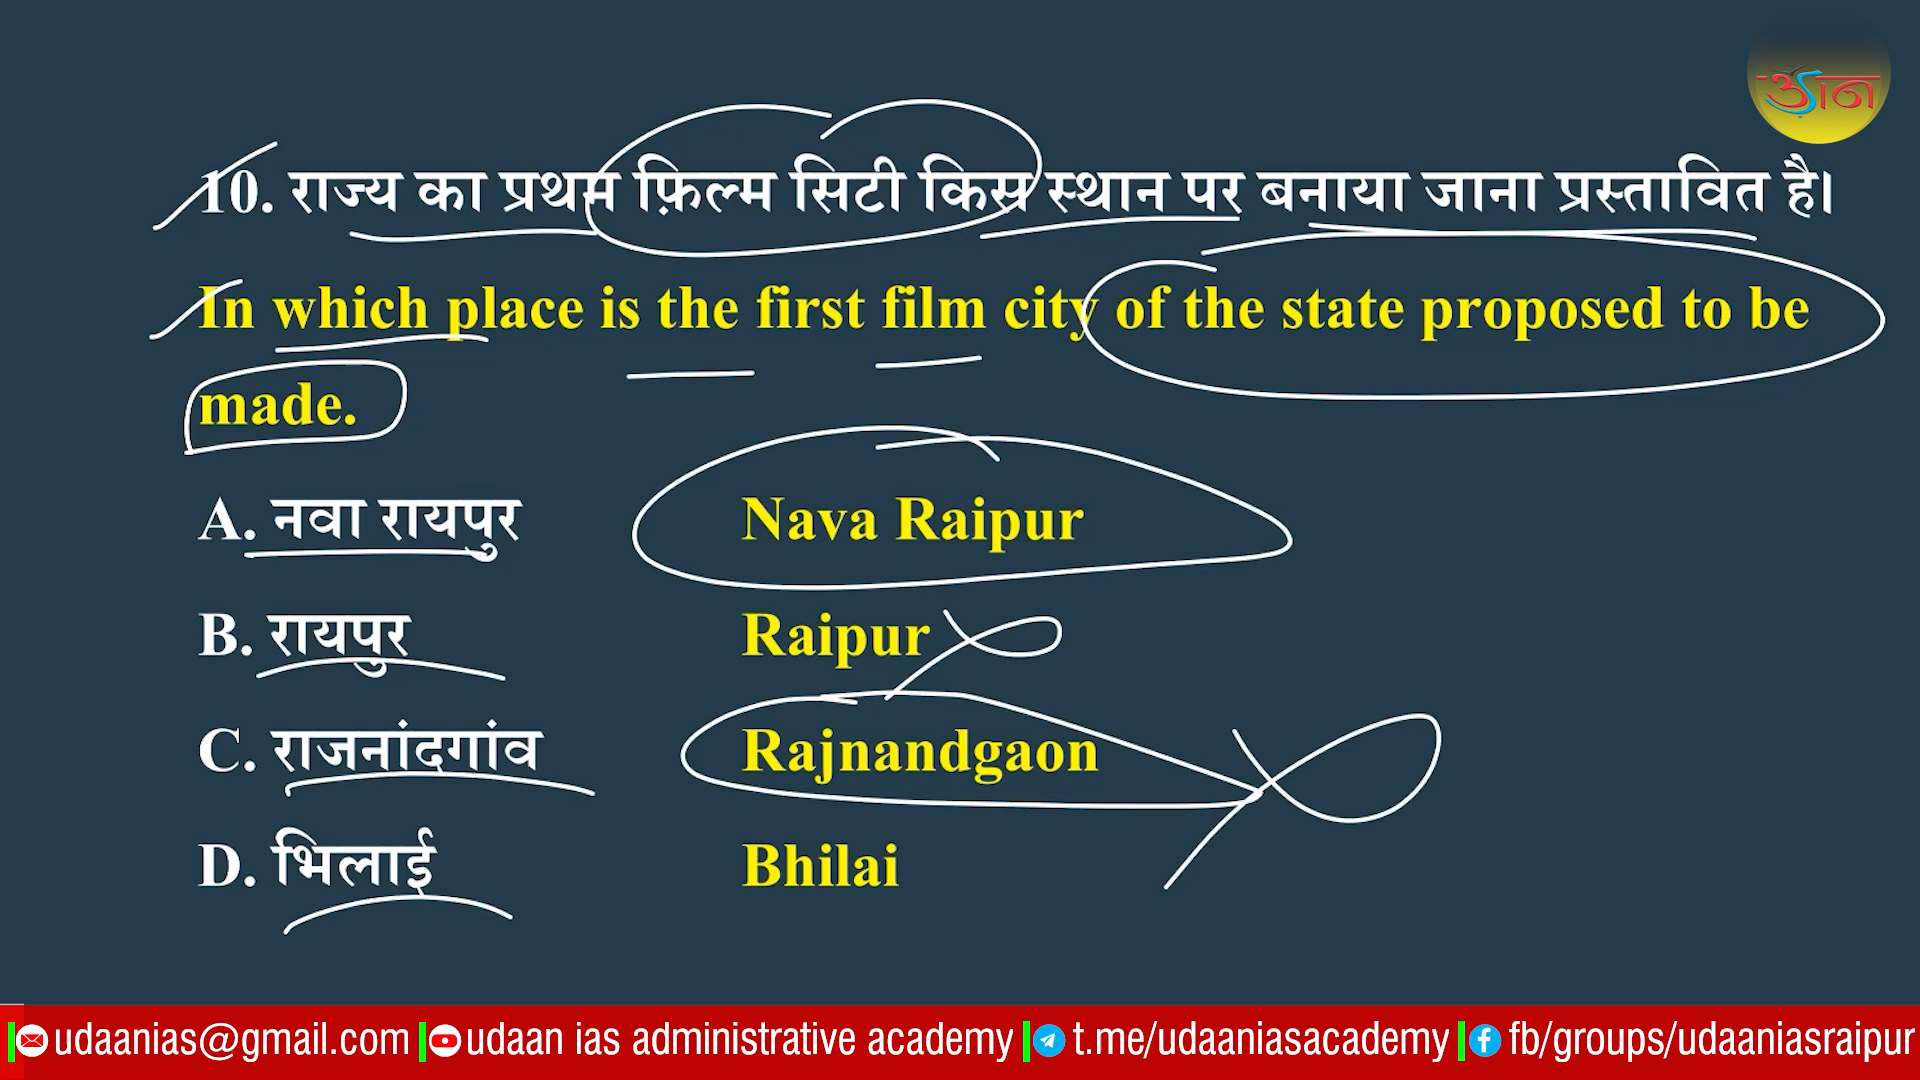 उड़ान
10. राज्य का प्रथम फ़िल्म सिटी किस स्थान पर बनाया जाना प्रस्तावित है।
In which place is the first film city of the state proposed to be
made.
A. नवा रायपुर Nava Raipur
B. रायपुर Raipur
C. राजनांदगांव Rajnandgaon
D. भिलाई Bhilai
udaanias@gmail.com udaan ias administrative academy t.me/udaaniasacademy fb/groups/udaaniasraipur